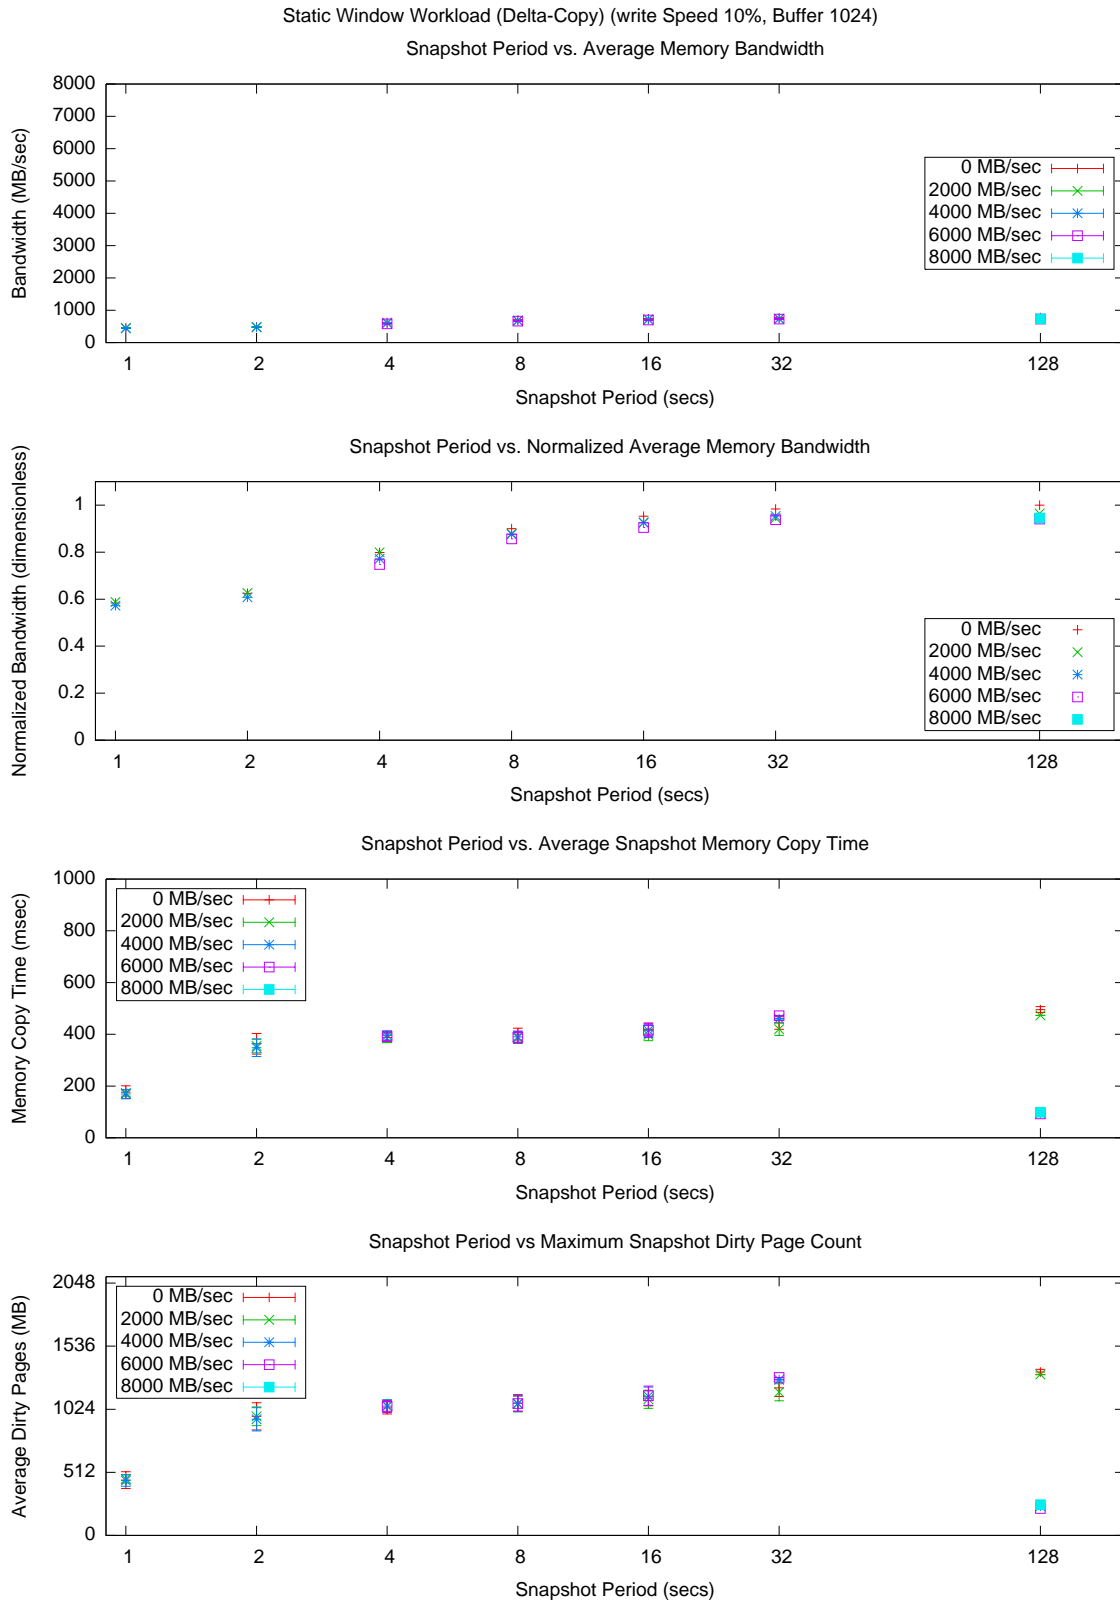 Static Window Workload (Delta-Copy) (write Speed 10%, Buffer 1024)
Snapshot Period vs. Average Memory Bandwidth
Bandwidth (MB/sec)
8000
7000
6000
5000
4000
3000
2000
1000
0
0 MB/sec
2000 MB/sec
4000 MB/sec
6000 MB/sec
8000 MB/sec
1 2 4 8 16 32 128
Snapshot Period (secs)
Snapshot Period vs. Normalized Average Memory Bandwidth
Normalized Bandwidth (dimensionless)
1
0.8
0.6
0.4
0.2
0
0 MB/sec
2000 MB/sec
4000 MB/sec
6000 MB/sec
8000 MB/sec
1 2 4 8 16 32 128
Snapshot Period (secs)
Snapshot Period vs. Average Snapshot Memory Copy Time
Memory Copy Time (msec)
1000
800
600
400
200
0
0 MB/sec
2000 MB/sec
4000 MB/sec
6000 MB/sec
8000 MB/sec
1 2 4 8 16 32 128
Snapshot Period (secs)
Snapshot Period vs Maximum Snapshot Dirty Page Count
Average Dirty Pages (MB)
2048
1536
1024
512
0
0 MB/sec
2000 MB/sec
4000 MB/sec
6000 MB/sec
8000 MB/sec
1 2 4 8 16 32 128
Snapshot Period (secs)